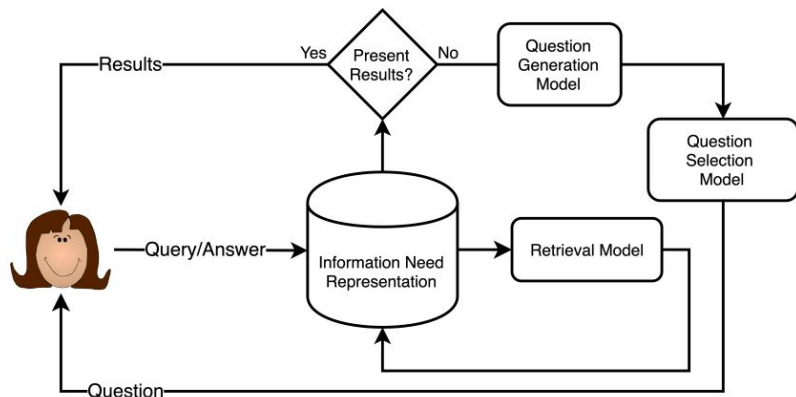 Yes
Present
Results?
No
Question
Generation
Model
Results
Question
Selection
Model
Query/Answer
Information Need
Representation
Retrieval Model
Question